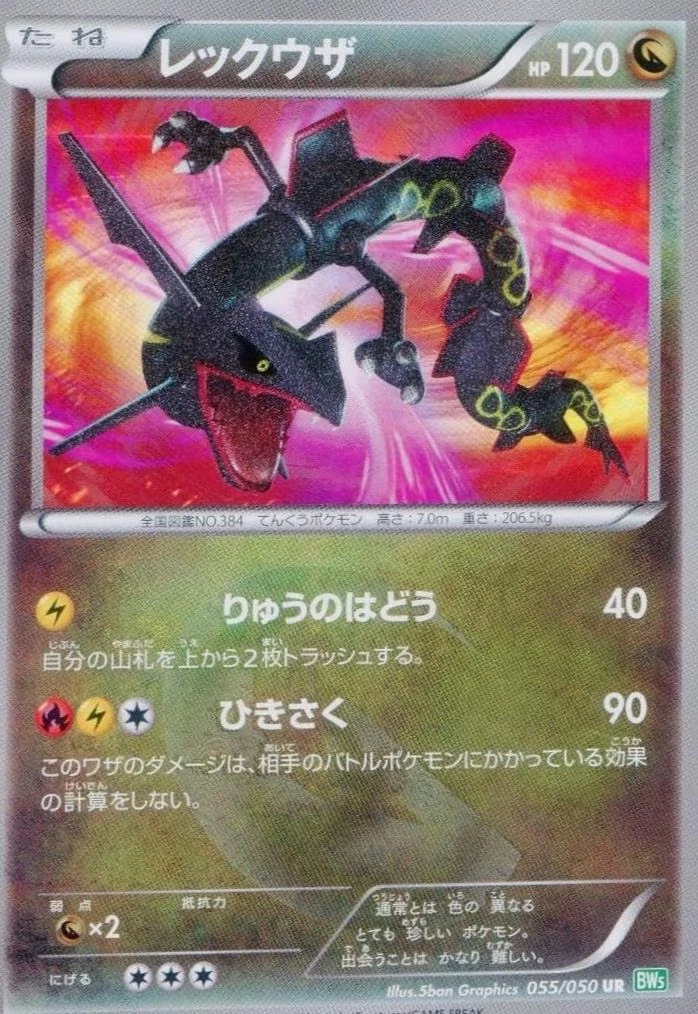 たね
レックウザ
HP 120
全国図鑑NO.384 てんくうポケモン 高さ:7.0m 重さ:206.5kg
りゅうのはどう 40
自分の山札を上から2枚トラッシュする。
ひきさく 90
このワザのダメージは、相手のバトルポケモンにかかっている効果
の計算をしない。
弱点 抵抗力
×2
通常とは 色の 異なる
とても 珍しい ポケモン。
出会うことは かなり 難しい。
にげる
Illus.5ban Graphics 055/050 UR BWs